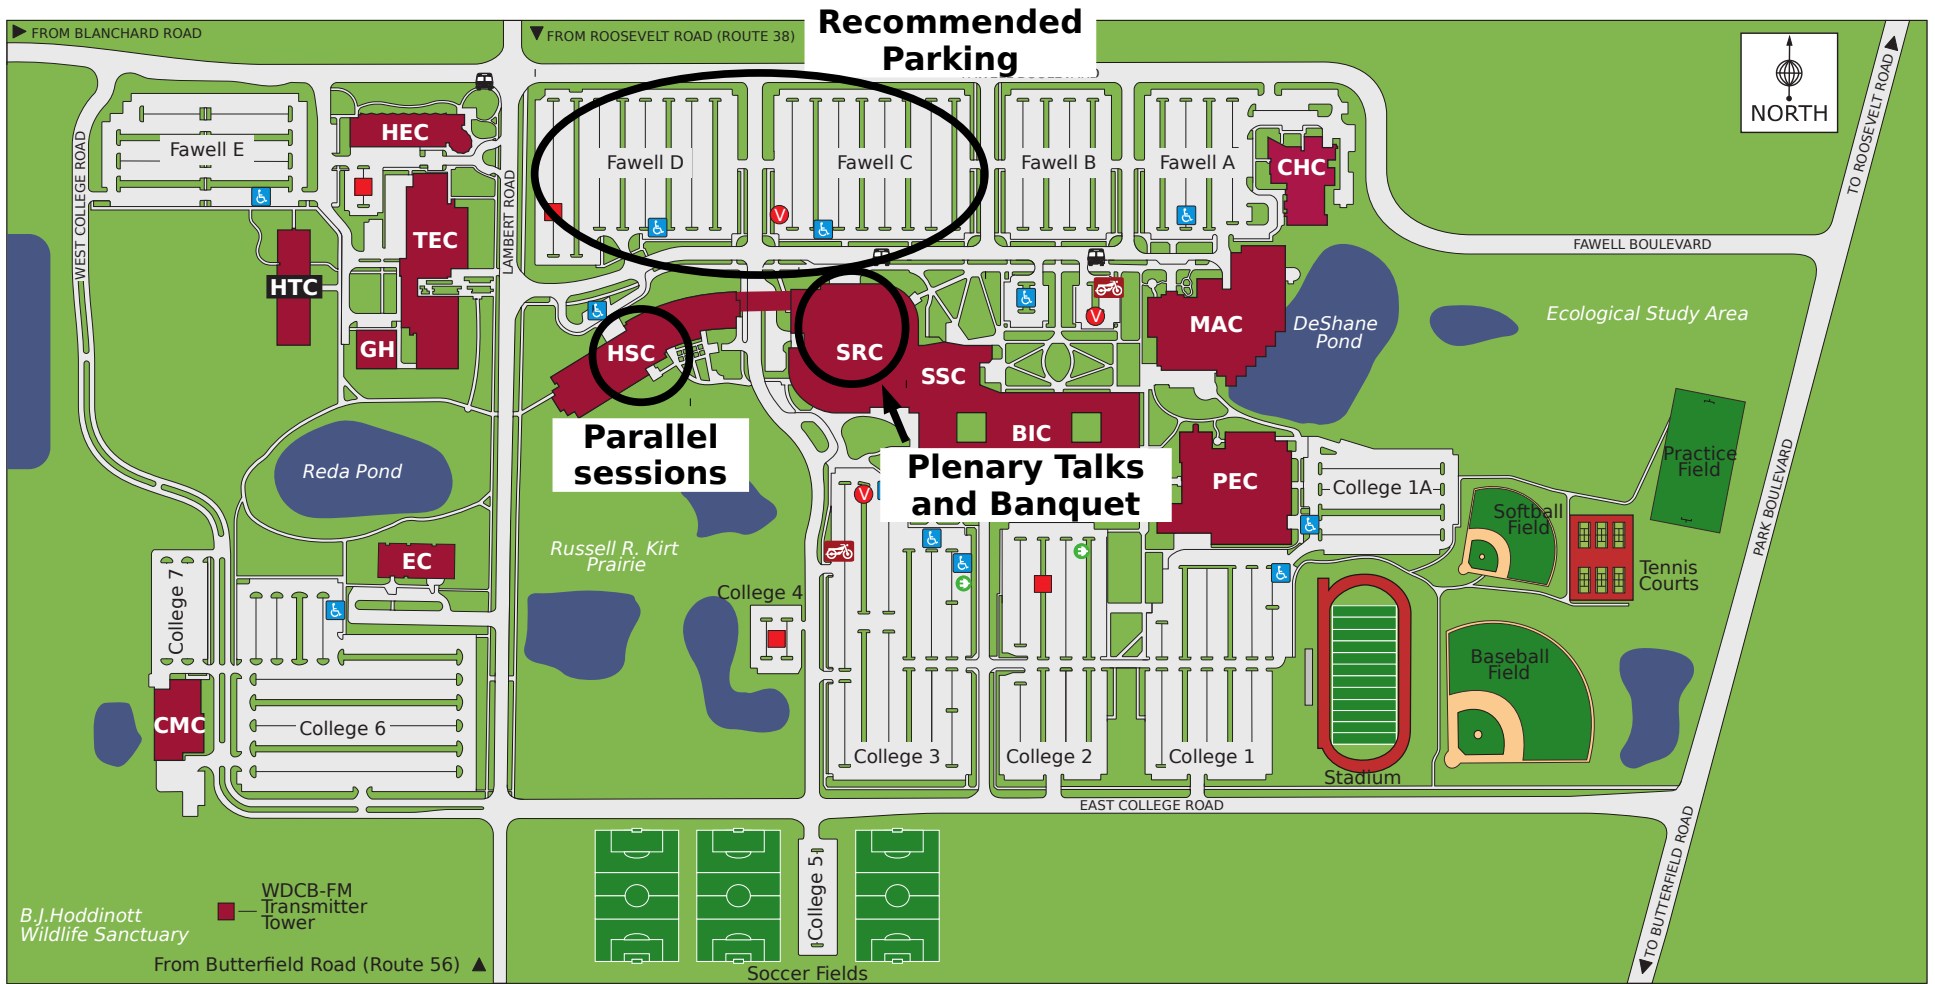 Recommended
Parking
FROM BLANCHARD ROAD
FROM ROOSEVELT ROAD (ROUTE 38)
TO ROOSEVELT ROAD
NORTH
HEC
Fawell E
Fawell D
Fawell C
Fawell B
Fawell A
CHC
WEST COLLEGE ROAD
LAMBERT ROAD
V
TEC
FAWELL BOULEVARD
HTC
V
Ecological Study Area
MAC
DeShane
Pond
GH
HSC
SRC
SSC
BIC
Parallel
sessions
Plenary Talks
and Banquet
Reda Pond
Practice
Field
PARK BOULEVARD
PEC
College 1A
V
Softball
Field
Russell R. Kirt
Prairie
EC
College 7
College 4
Tennis
Courts
Baseball
Field
CMC
College 6
College 3
College 2
College 1
Stadium
EAST COLLEGE ROAD
College 5
WDCB-FM
Transmitter
Tower
B.J.Hoddinott
Wildlife Sanctuary
From Butterfield Road (Route 56)
Soccer Fields
TO BUTTERFIELD ROAD